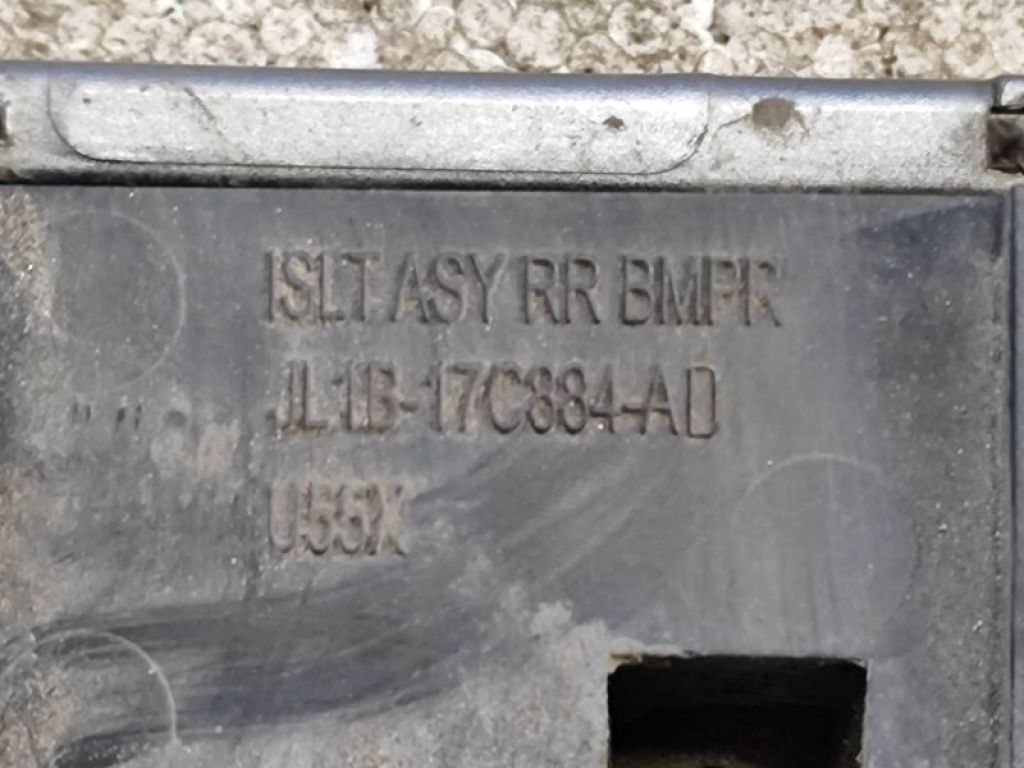 ISLT ASY RR BMPR
JL1B-17C884-AD
U55X